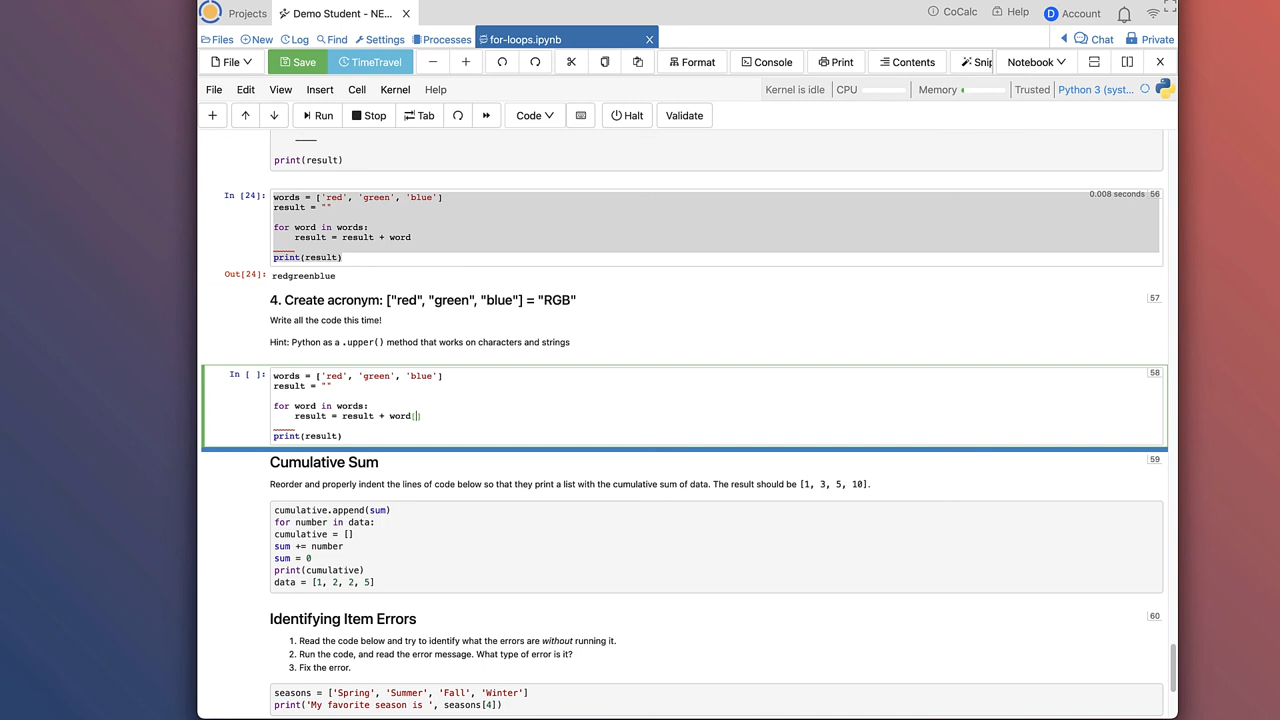 Projects
Demo Student - NE...
CoCalc
Help
Account
Files
New
Log
Find
Settings
Processes
for-loops.ipynb
Chat
Private
File
Save
TimeTravel
Format
Console
Print
Contents
Snip
Notebook
File Edit View Insert Cell Kernel Help
Kernel is idle
CPU
Memory
Trusted
Python 3 (syst...
Run
Stop
Tab
Code
Halt
Validate
____
print(result)
In [24]:
words = ['red', 'green', 'blue']
0.008 seconds 56
result = ""
for word in words:
    result = result + word
print(result)
Out[24]: redgreenblue
4. Create acronym: ["red", "green", "blue"] = "RGB"
57
Write all the code this time!
Hint: Python as a .upper() method that works on characters and strings
In [ ]:
words = ['red', 'green', 'blue']
58
result = ""
for word in words:
    result = result + word[]
print(result)
Cumulative Sum
59
Reorder and properly indent the lines of code below so that they print a list with the cumulative sum of data. The result should be [1, 3, 5, 10].
cumulative.append(sum)
for number in data:
cumulative = []
sum += number
sum = 0
print(cumulative)
data = [1, 2, 2, 5]
Identifying Item Errors
60
1. Read the code below and try to identify what the errors are without running it.
2. Run the code, and read the error message. What type of error is it?
3. Fix the error.
seasons = ['Spring', 'Summer', 'Fall', 'Winter']
print('My favorite season is ', seasons[4])